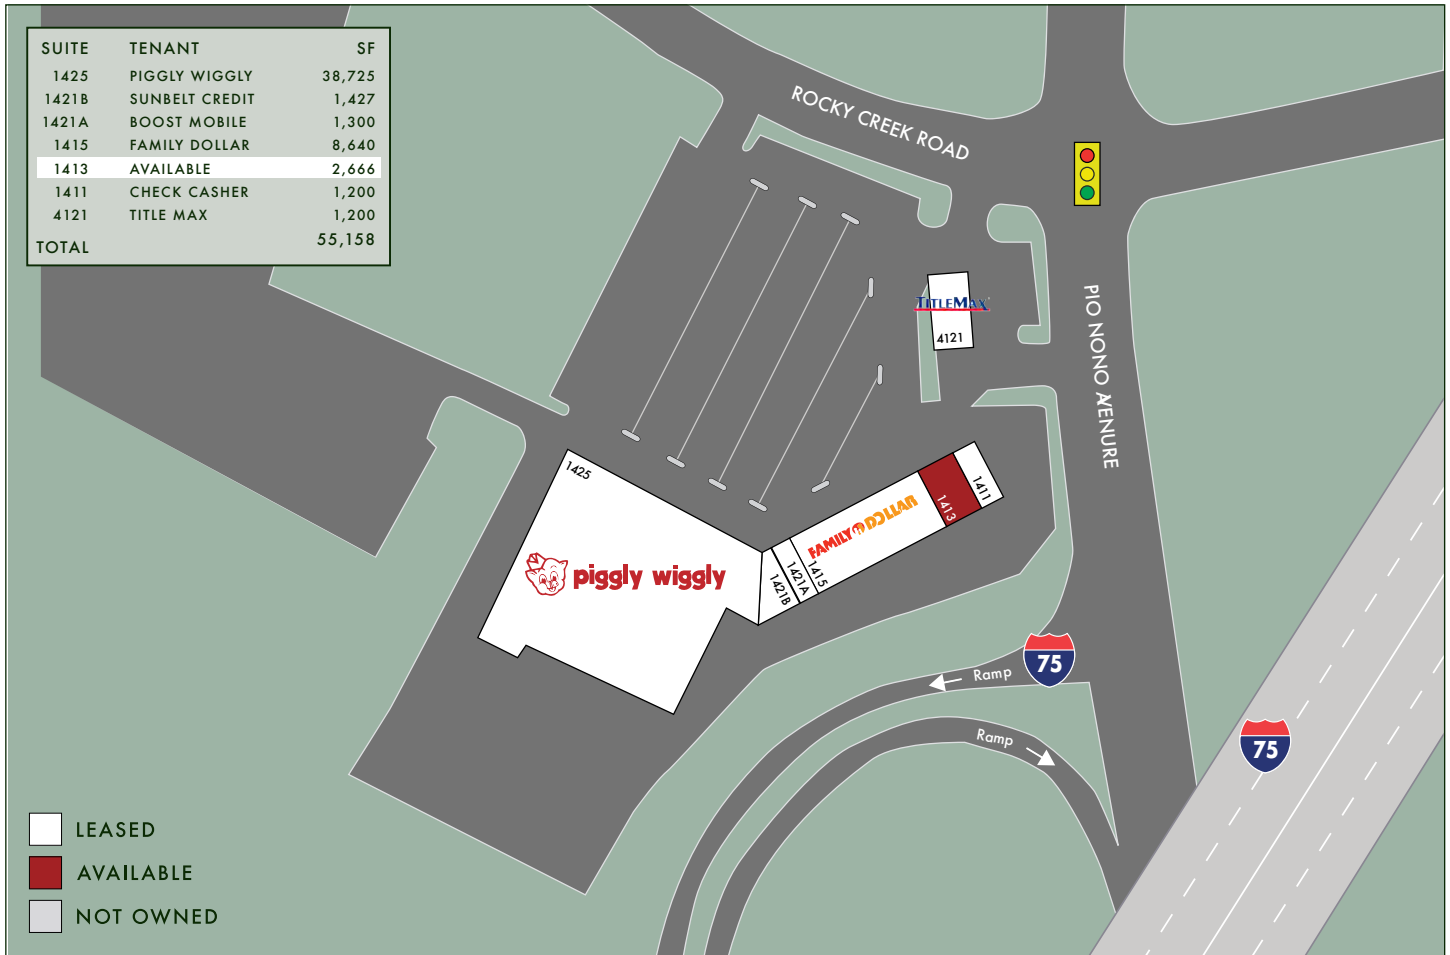 SUITE TENANT SF
1425 PIGGLY WIGGLY 38,725
1421B SUNBELT CREDIT 1,427
1421A BOOST MOBILE 1,300
1415 FAMILY DOLLAR 8,640
1413 AVAILABLE 2,666
1411 CHECK CASHER 1,200
4121 TITLE MAX 1,200
TOTAL 55,158
ROCKY CREEK ROAD
TITLEMAX
4121
PIO NONO AVENURE
1425
piggly wiggly
1421B
1421A
1415
FAMILY DOLLAR
1413
1411
75
Ramp
Ramp
75
LEASED
AVAILABLE
NOT OWNED